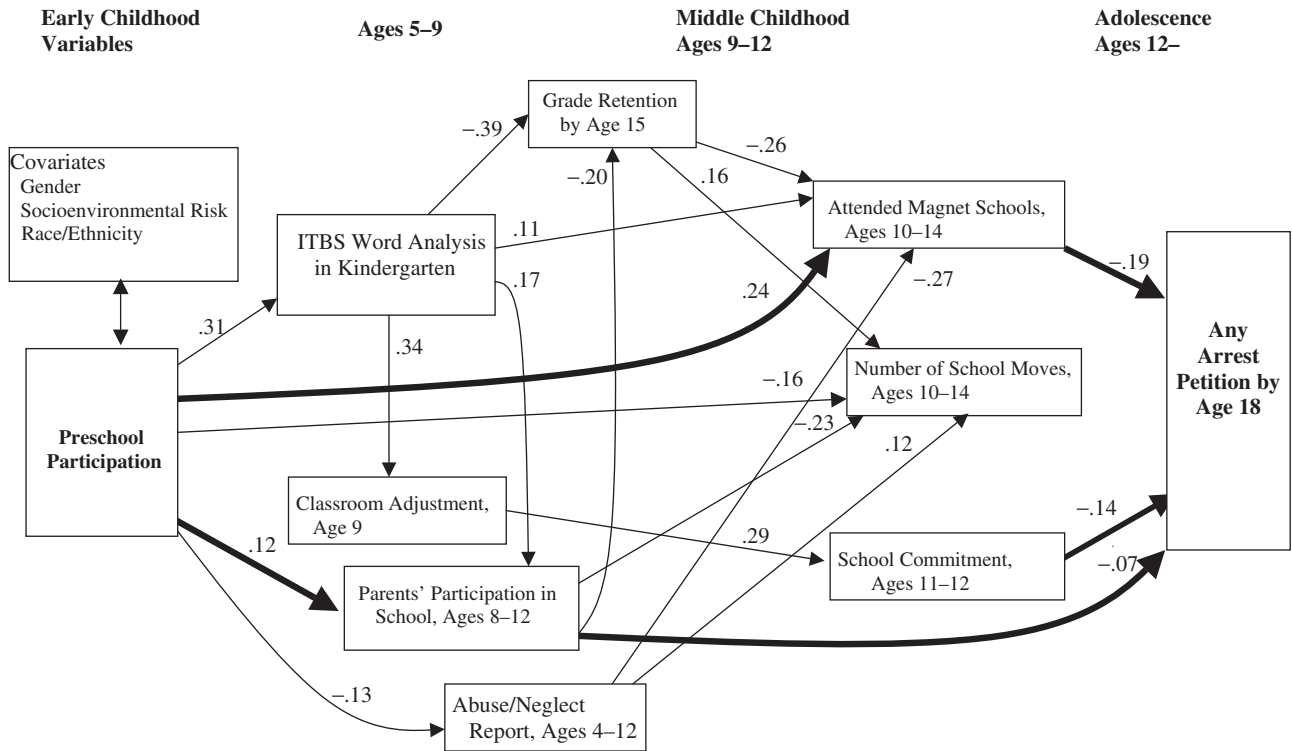 Early Childhood
Variables
Ages 5–9
Middle Childhood
Ages 9–12
Adolescence
Ages 12–
Grade Retention
by Age 15
−.39
−.26
−.20
.16
Covariates
Gender
Socioenvironmental Risk
Race/Ethnicity
Attended Magnet Schools,
Ages 10–14
ITBS Word Analysis
in Kindergarten
.11
.17
−.27
−.19
.24
.31
.34
Any
Arrest
Petition by
Age 18
Number of School Moves,
Ages 10–14
−.16
−.23
.12
Preschool
Participation
Classroom Adjustment,
Age 9
.29
−.14
.12
School Commitment,
Ages 11–12
−.07
Parents’ Participation in
School, Ages 8–12
−.13
Abuse/Neglect
Report, Ages 4–12